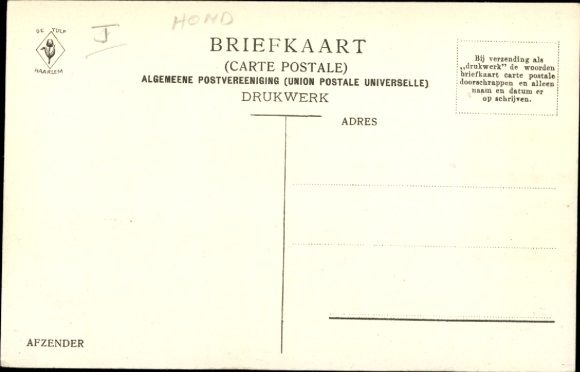 DE TULP
HAARLEM
I
HOND
BRIEFKAART
(CARTE POSTALE)
ALGEMEENE POSTVEREENIGING (UNION POSTALE UNIVERSELLE)
DRUKWERK
Bij verzending als
„drukwerk” de woorden
briefkaart carte postale
doorschrappen en alleen
naam en datum er
op schrijven.
ADRES
AFZENDER